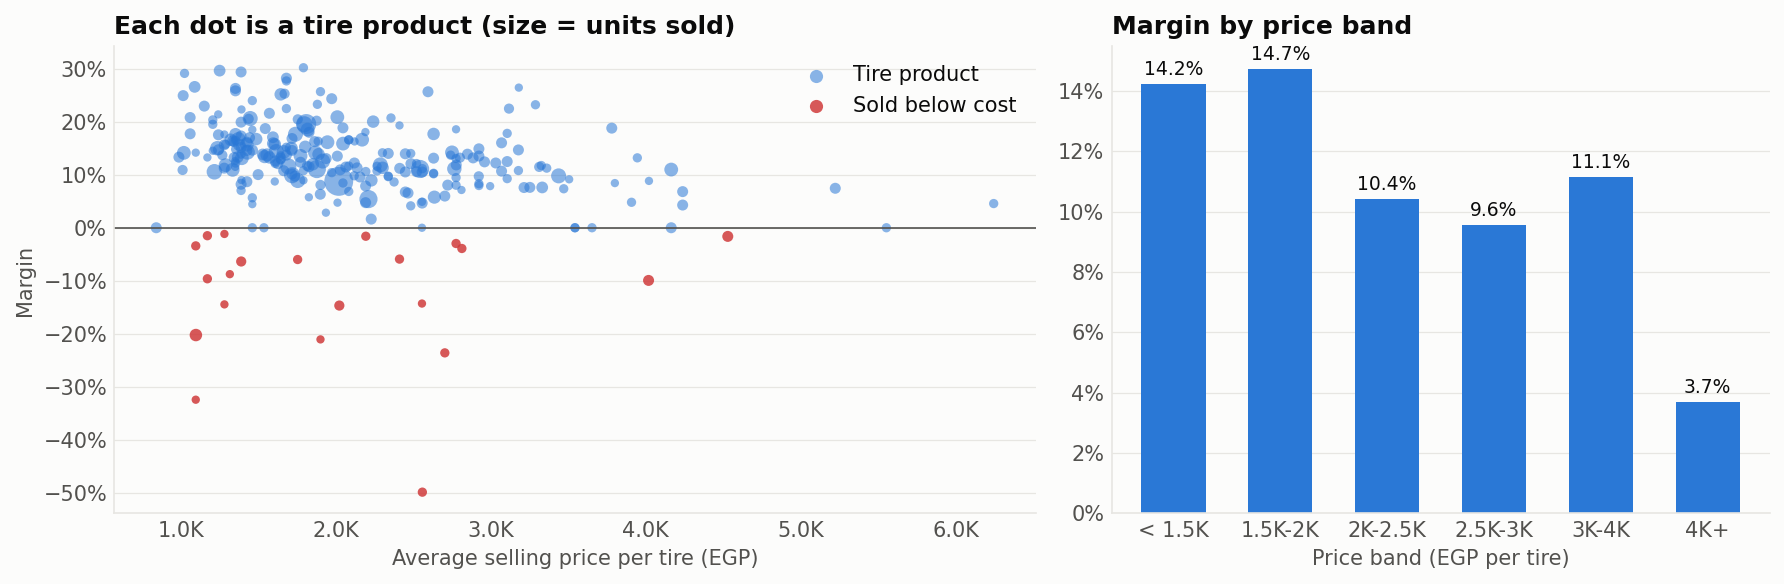 Each dot is a tire product (size = units sold)
30%
20%
10%
0%
−10%
−20%
−30%
−40%
−50%
Margin
Tire product
Sold below cost
1.0K 2.0K 3.0K 4.0K 5.0K 6.0K
Average selling price per tire (EGP)
Margin by price band
14%
12%
10%
8%
6%
4%
2%
0%
14.2% 14.7% 10.4% 9.6% 11.1% 3.7%
< 1.5K 1.5K-2K 2K-2.5K 2.5K-3K 3K-4K 4K+
Price band (EGP per tire)